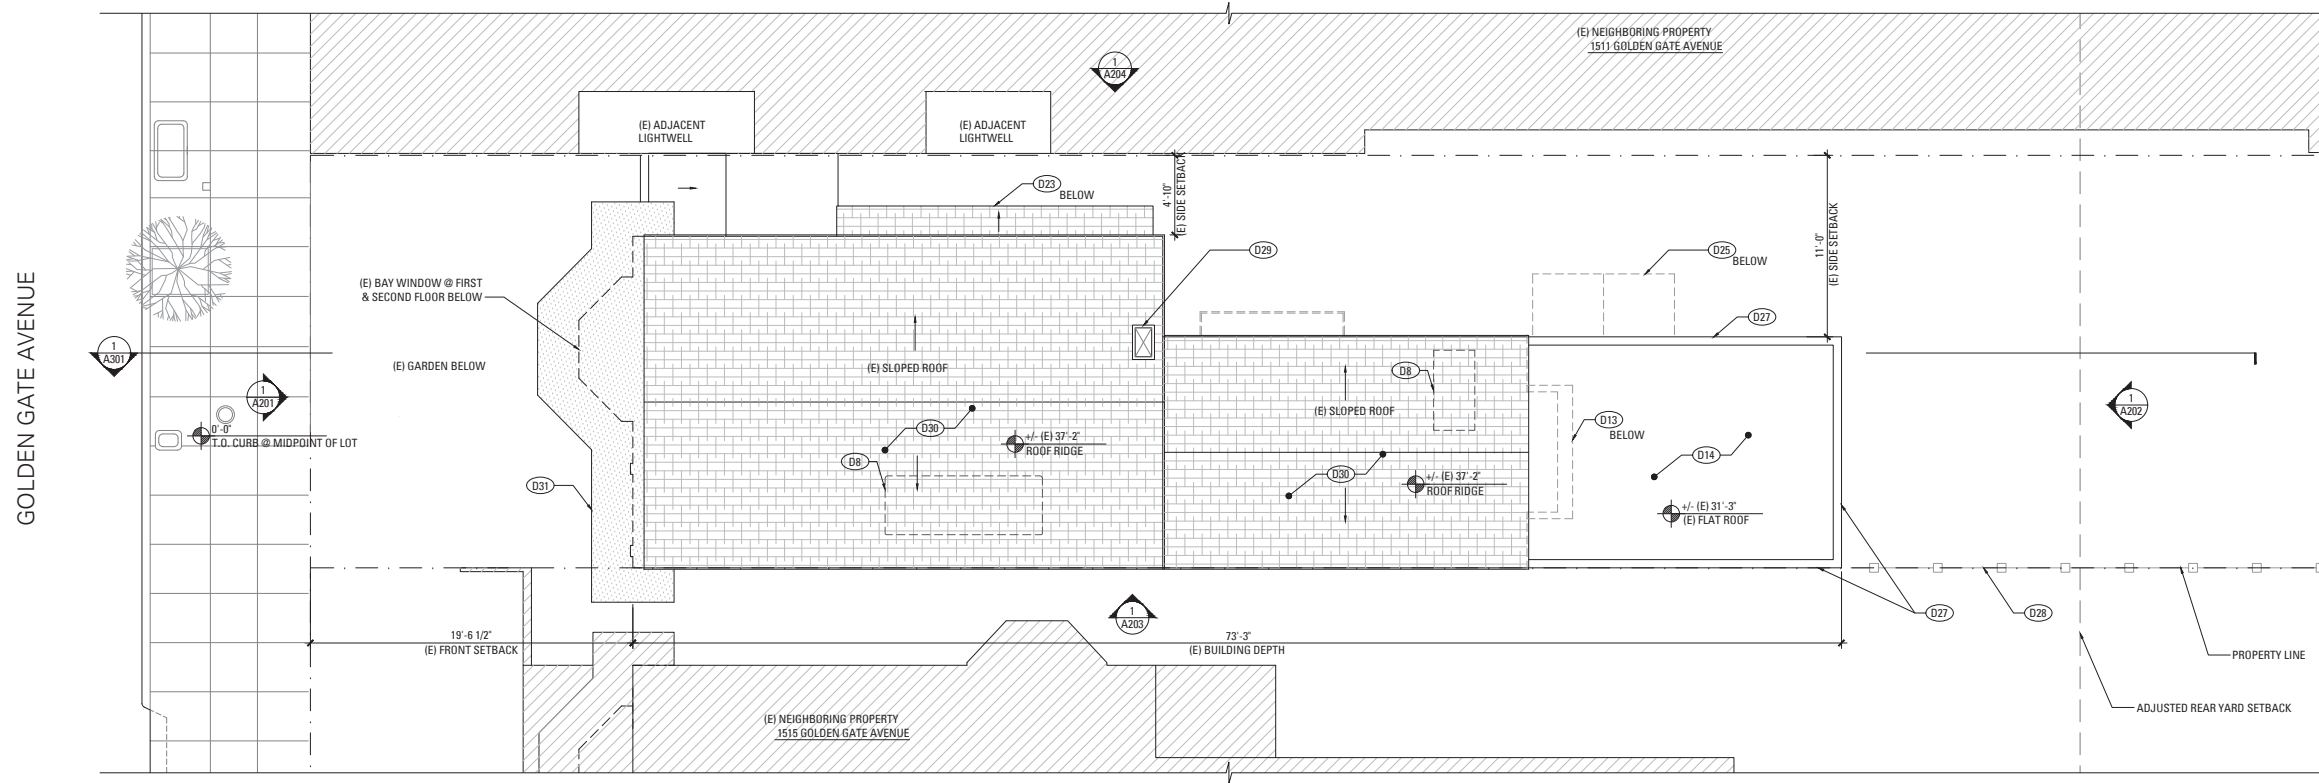 GOLDEN GATE AVENUE
(E) NEIGHBORING PROPERTY
1511 GOLDEN GATE AVENUE
1
A204
(E) ADJACENT
LIGHTWELL
(E) ADJACENT
LIGHTWELL
D23
BELOW
4'-10"
(E) SIDE SETBACK
11'-0"
(E) SIDE SETBACK
D29
D25
BELOW
(E) BAY WINDOW @ FIRST
& SECOND FLOOR BELOW
D27
1
A301
(E) GARDEN BELOW
(E) SLOPED ROOF
D8
1
A201
(E) SLOPED ROOF
1
A202
D13
BELOW
0'-0"
T.O. CURB @ MIDPOINT OF LOT
D30
+/- (E) 37'-2"
ROOF RIDGE
D8
D14
D30
+/- (E) 37'-2"
ROOF RIDGE
D31
+/- (E) 31'-3"
(E) FLAT ROOF
1
A203
D27
D28
19'-6 1/2"
(E) FRONT SETBACK
73'-3"
(E) BUILDING DEPTH
PROPERTY LINE
ADJUSTED REAR YARD SETBACK
(E) NEIGHBORING PROPERTY
1515 GOLDEN GATE AVENUE